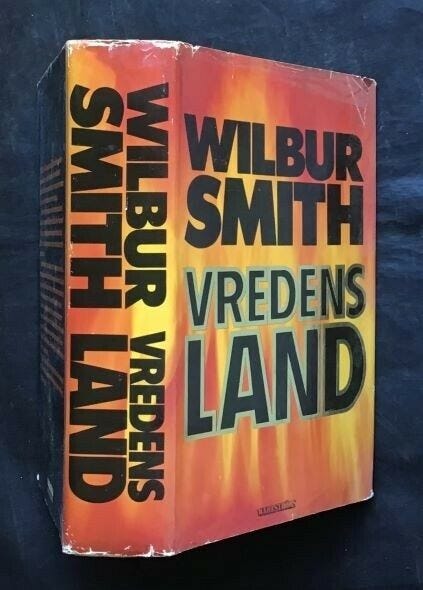 WILBUR
SMITH
VREDENS
LAND
WILBUR VREDENS
SMITH LAND